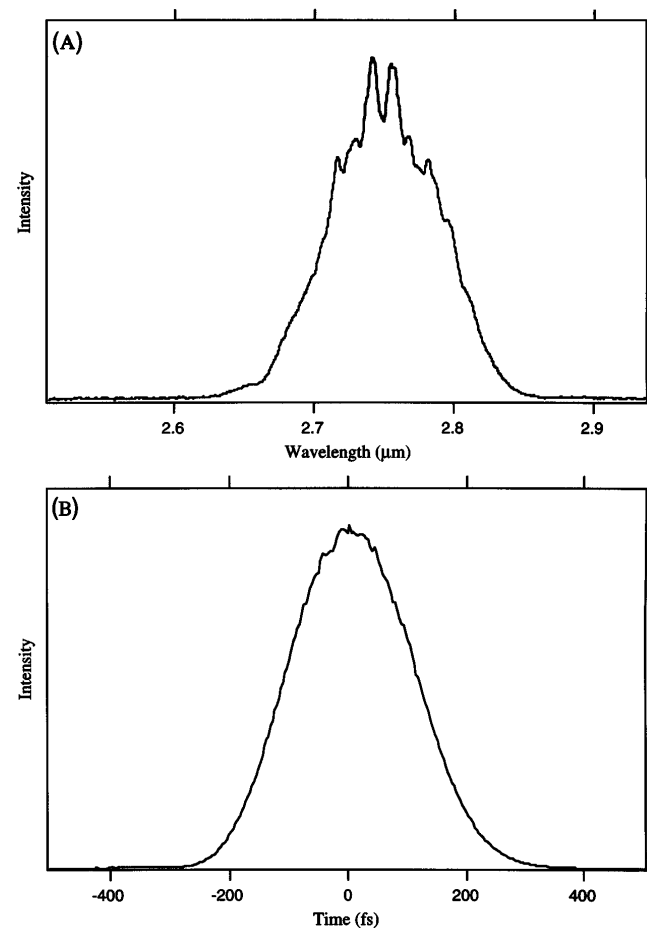 (A)
Intensity
2.6 2.7 2.8 2.9
Wavelength (µm)
(B)
Intensity
-400 -200 0 200 400
Time (fs)